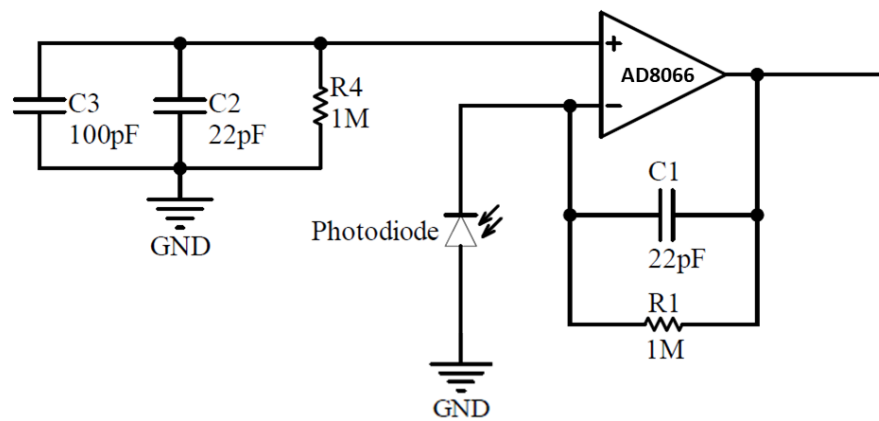 +
AD8066
−
C3
100pF
C2
22pF
R4
1M
GND
Photodiode
C1
22pF
R1
1M
GND